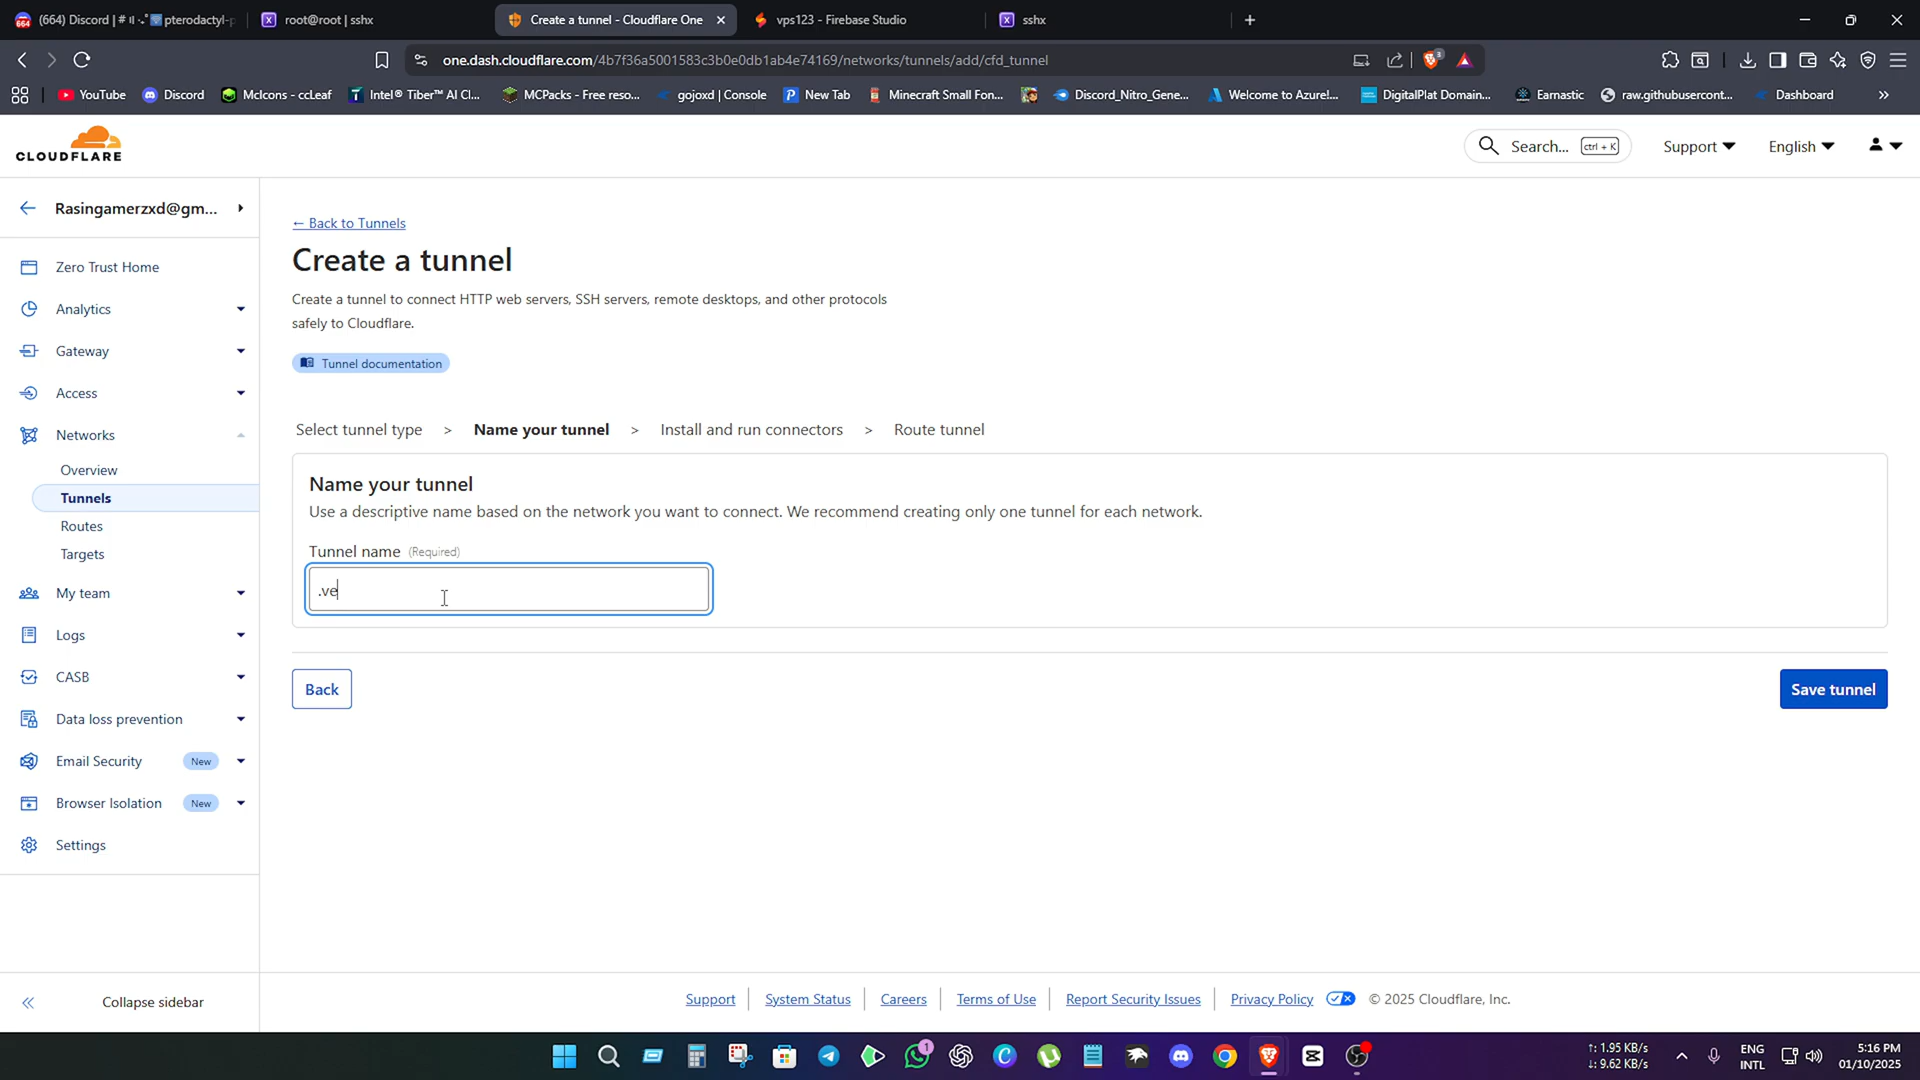 (664) Discord | # ॥
pterodactyl-p
root@root | sshx
Create a tunnel - Cloudflare One
vps123 - Firebase Studio
sshx
one.dash.cloudflare.com/4b7f36a5001583c3b0e0db1ab4e74169/networks/tunnels/add/cfd_tunnel
3
YouTube
Discord
McIcons - ccLeaf
Intel® Tiber™ AI Cl...
MCPacks - Free reso...
gojoxd | Console
New Tab
Minecraft Small Fon...
Discord_Nitro_Gene...
Welcome to Azure!...
DigitalPlat Domain...
Earnastic
raw.githubusercont...
Dashboard
CLOUDFLARE
Search... ctrl + K
Support
English
Rasingamerzxd@gm...
Zero Trust Home
Analytics
Gateway
Access
Networks
Overview
Tunnels
Routes
Targets
My team
Logs
CASB
Data loss prevention
Email Security New
Browser Isolation New
Settings
Collapse sidebar
← Back to Tunnels
Create a tunnel
Create a tunnel to connect HTTP web servers, SSH servers, remote desktops, and other protocols
safely to Cloudflare.
Tunnel documentation
Select tunnel type > Name your tunnel > Install and run connectors > Route tunnel
Name your tunnel
Use a descriptive name based on the network you want to connect. We recommend creating only one tunnel for each network.
Tunnel name (Required)
.ve
Back
Save tunnel
Support
System Status
Careers
Terms of Use
Report Security Issues
Privacy Policy
© 2025 Cloudflare, Inc.
1
↑: 1.95 KB/s
↓: 9.62 KB/s
ENG
INTL
5:16 PM
01/10/2025